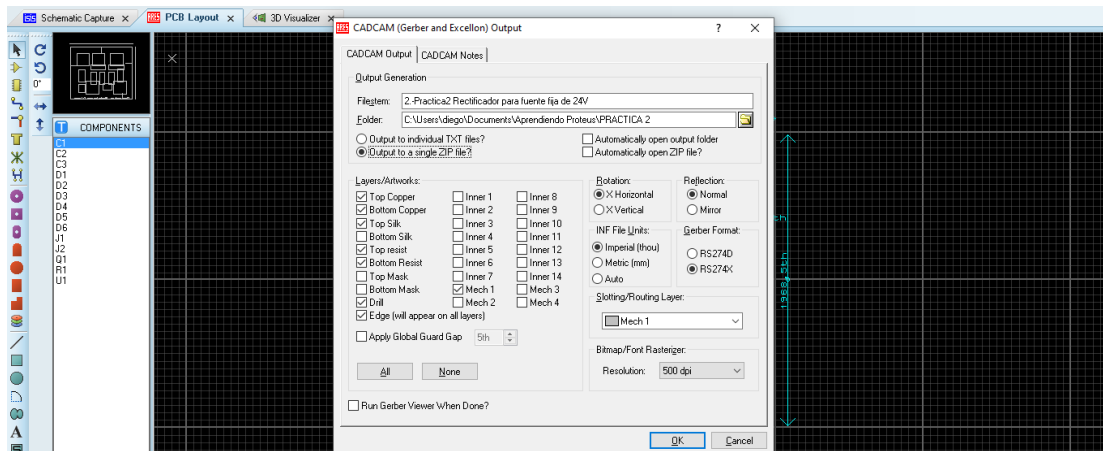 Schematic Capture x PCB Layout x 3D Visualizer x
CADCAM (Gerber and Excellon) Output ? X
CADCAM Output CADCAM Notes
Output Generation
Filestem: 2.-Practica2 Rectificador para fuente fija de 24V
Folder: C:\Users\diego\Documents\Aprendiendo Proteus\PRACTICA 2
Output to individual TXT files? Automatically open output folder
Output to a single ZIP file? Automatically open ZIP file?
Layers/Artworks: Rotation: Reflection:
Top Copper Inner 1 Inner 8 X Horizontal Normal
Bottom Copper Inner 2 Inner 9 X Vertical Mirror
Top Silk Inner 3 Inner 10
Bottom Silk Inner 4 Inner 11 INF File Units: Gerber Format:
Top resist Inner 5 Inner 12 Imperial (thou) RS274D
Bottom Resist Inner 6 Inner 13 Metric (mm) RS274X
Top Mask Inner 7 Inner 14 Auto
Bottom Mask Mech 1 Mech 3
Drill Mech 2 Mech 4 Slotting/Routing Layer:
Edge (will appear on all layers) Mech 1
Apply Global Guard Gap 5th
Bitmap/Font Rasterizer:
All None Resolution: 500 dpi
Run Gerber Viewer When Done?
OK Cancel
0°
T COMPONENTS
C1
C2
C3
D1
D2
D3
D4
D5
D6
J1
J2
Q1
R1
U1
A
1968.5th